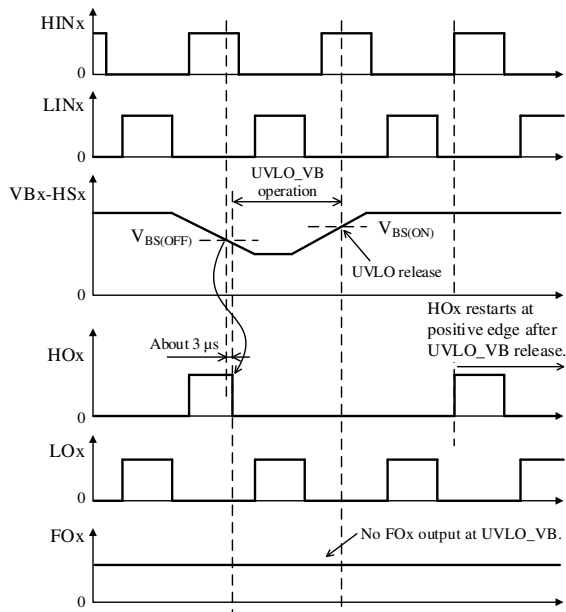 HINx
0
LINx
0
UVLO_VB
operation
VBx-HSx
VBS(OFF)
VBS(ON)
UVLO release
0
HOx restarts at
positive edge after
UVLO_VB release.
About 3 µs
HOx
0
LOx
0
FOx
No FOx output at UVLO_VB.
0